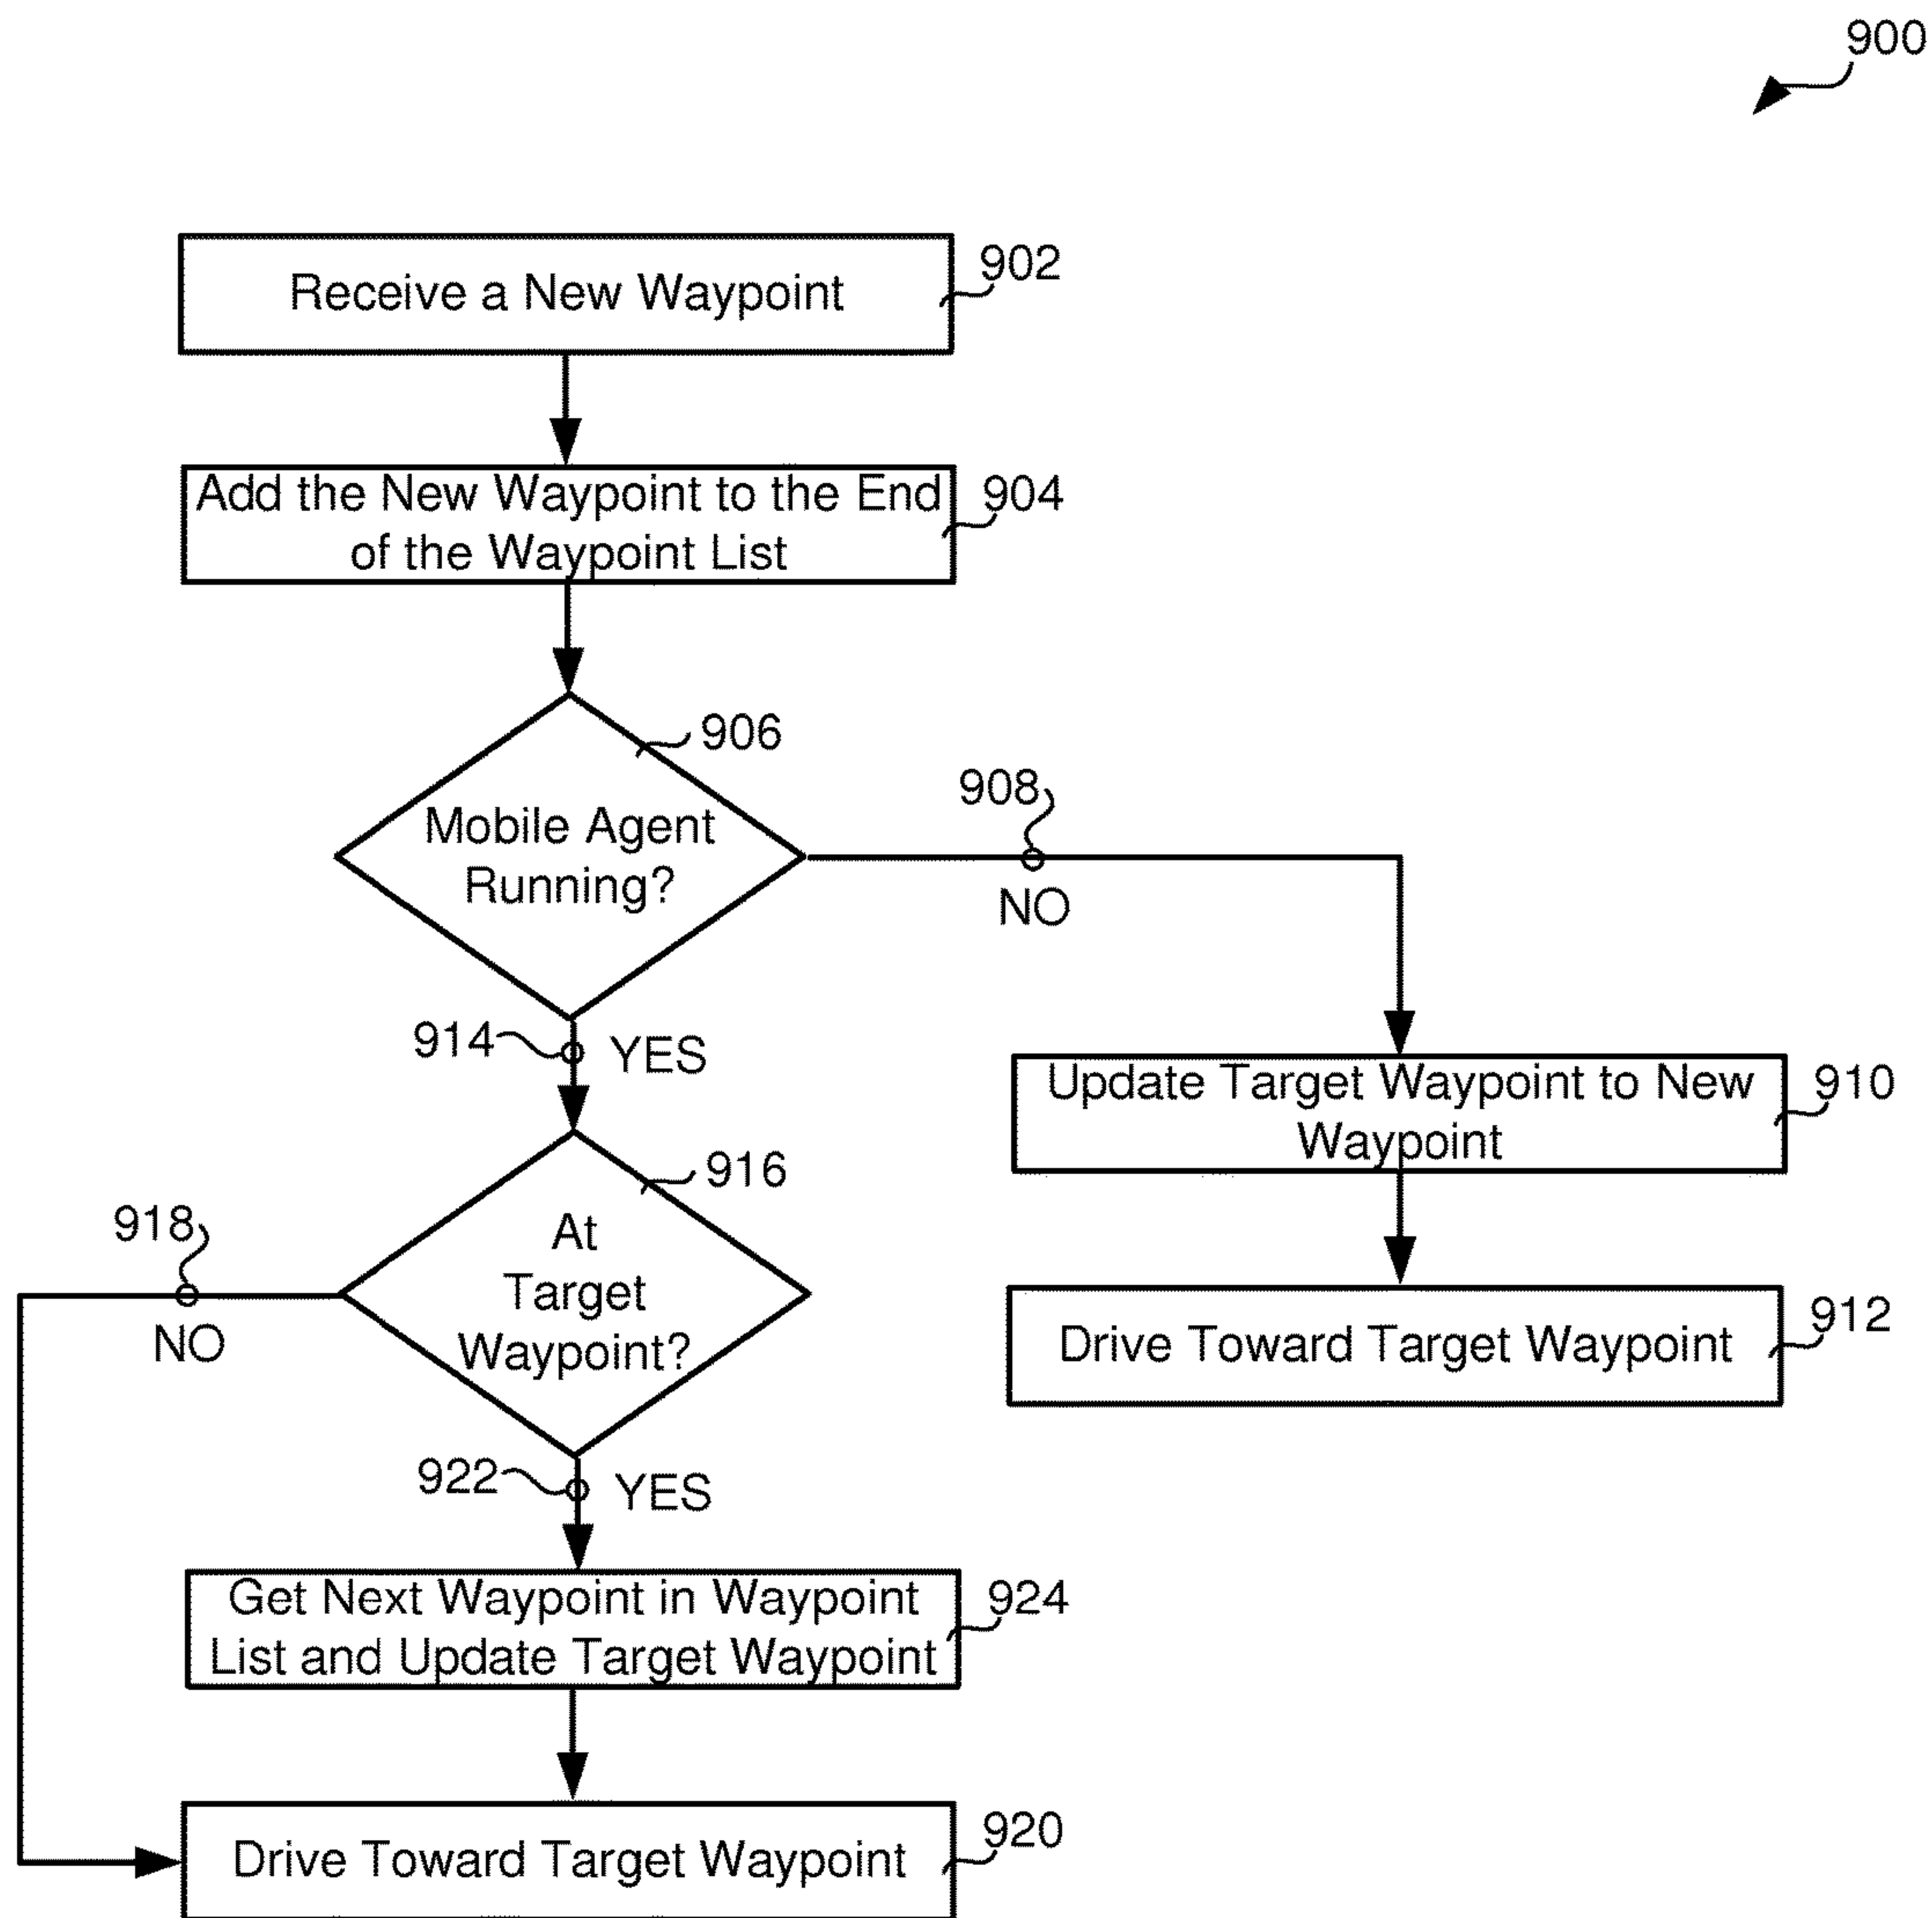 900
Receive a New Waypoint
902
Add the New Waypoint to the End
of the Waypoint List
904
906
Mobile Agent
Running?
908
NO
914
YES
Update Target Waypoint to New
Waypoint
910
916
At
Target
Waypoint?
918
NO
Drive Toward Target Waypoint
912
922
YES
Get Next Waypoint in Waypoint
List and Update Target Waypoint
924
Drive Toward Target Waypoint
920